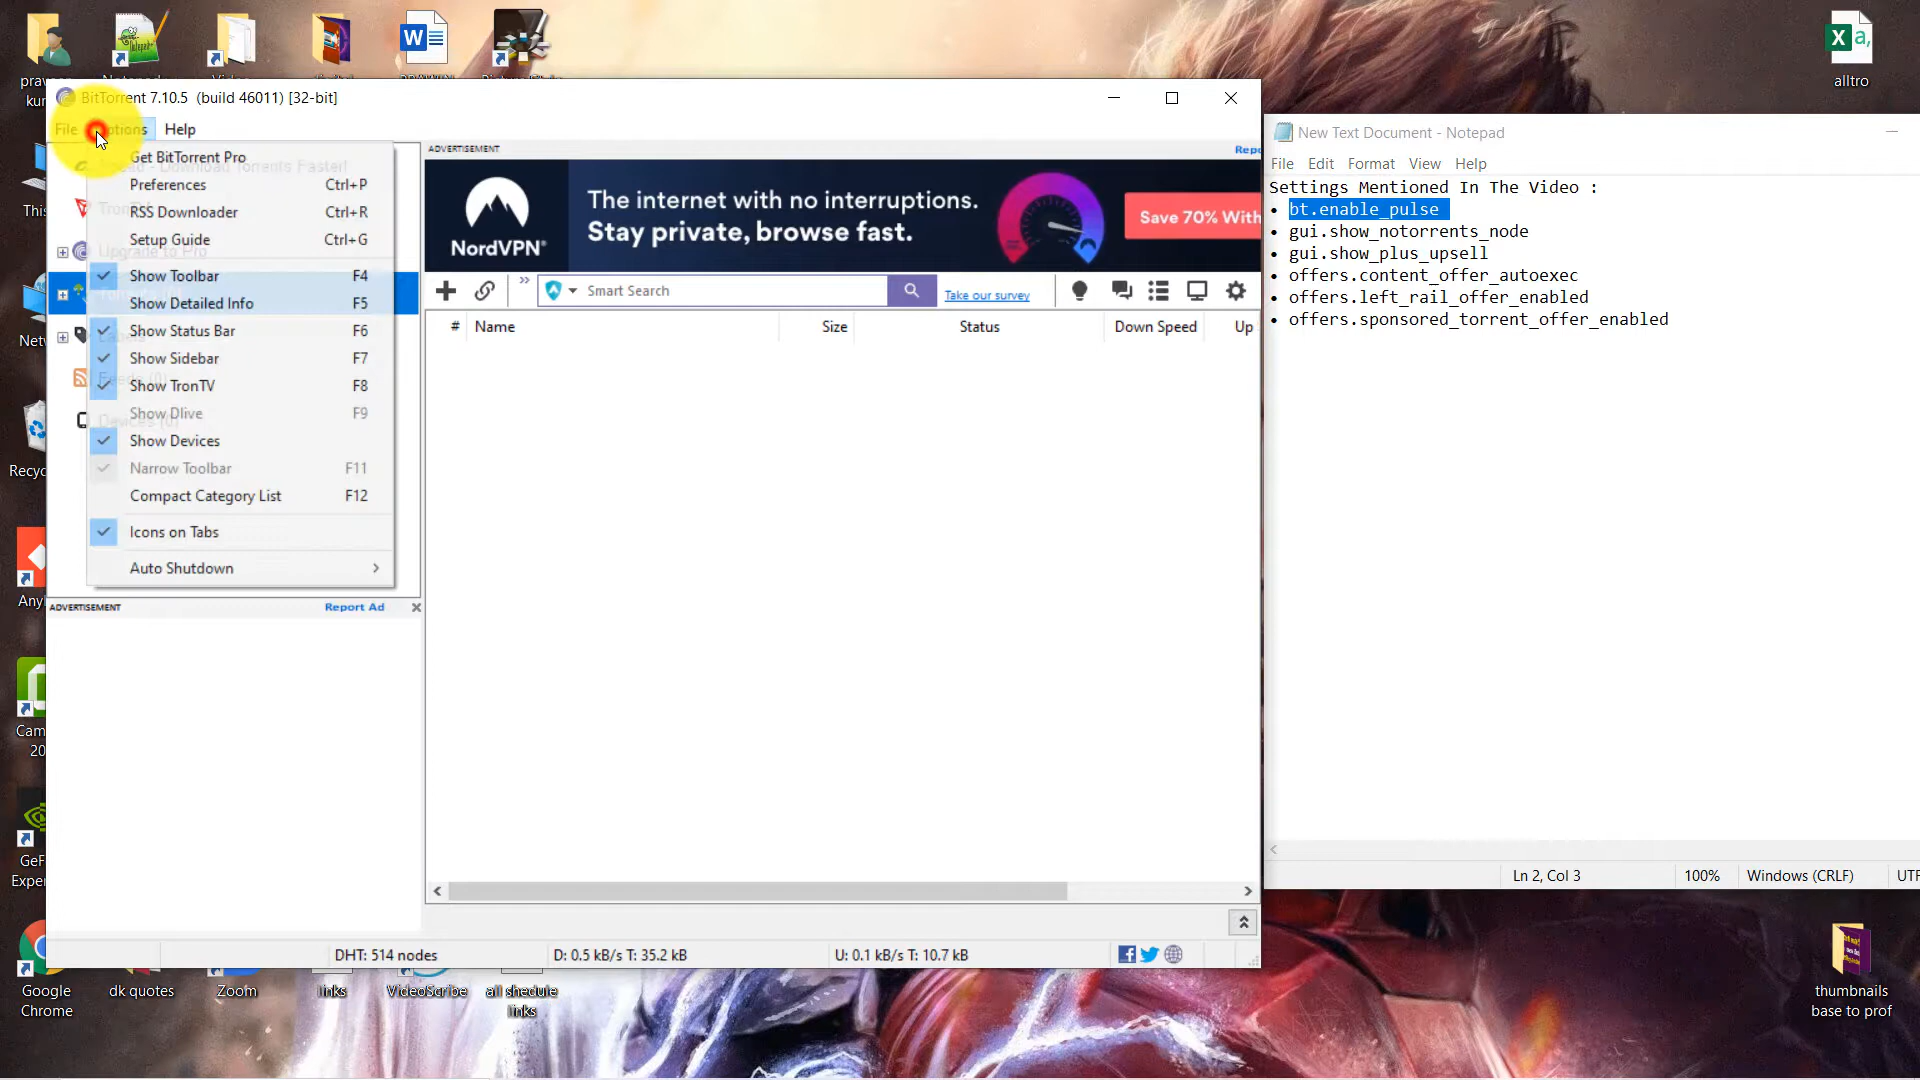 BitTorrent 7.10.5 (build 46011) [32-bit]
File
Help
Get BitTorrent Pro
Preferences Ctrl+P
RSS Downloader Ctrl+R
Setup Guide Ctrl+G
Show Toolbar F4
Show Detailed Info F5
Show Status Bar F6
Show Sidebar F7
Show TronTV F8
Show Dlive F9
Show Devices
Narrow Toolbar F11
Compact Category List F12
Icons on Tabs
Auto Shutdown
Upgrade to Pro
ADVERTISEMENT Report Ad
ADVERTISEMENT
NordVPN
The internet with no interruptions.
Stay private, browse fast.
Save 70% With
Smart Search
Take our survey
# Name Size Status Down Speed Up
DHT: 514 nodes D: 0.5 kB/s T: 35.2 kB U: 0.1 kB/s T: 10.7 kB
New Text Document - Notepad
File Edit Format View Help
Settings Mentioned In The Video :
• bt.enable_pulse
• gui.show_notorrents_node
• gui.show_plus_upsell
• offers.content_offer_autoexec
• offers.left_rail_offer_enabled
• offers.sponsored_torrent_offer_enabled
Ln 2, Col 3 100% Windows (CRLF) UTF
alltro
Google
Chrome
dk quotes
Zoom
links
VideoScribe
all shedule
links
thumbnails
base to prof